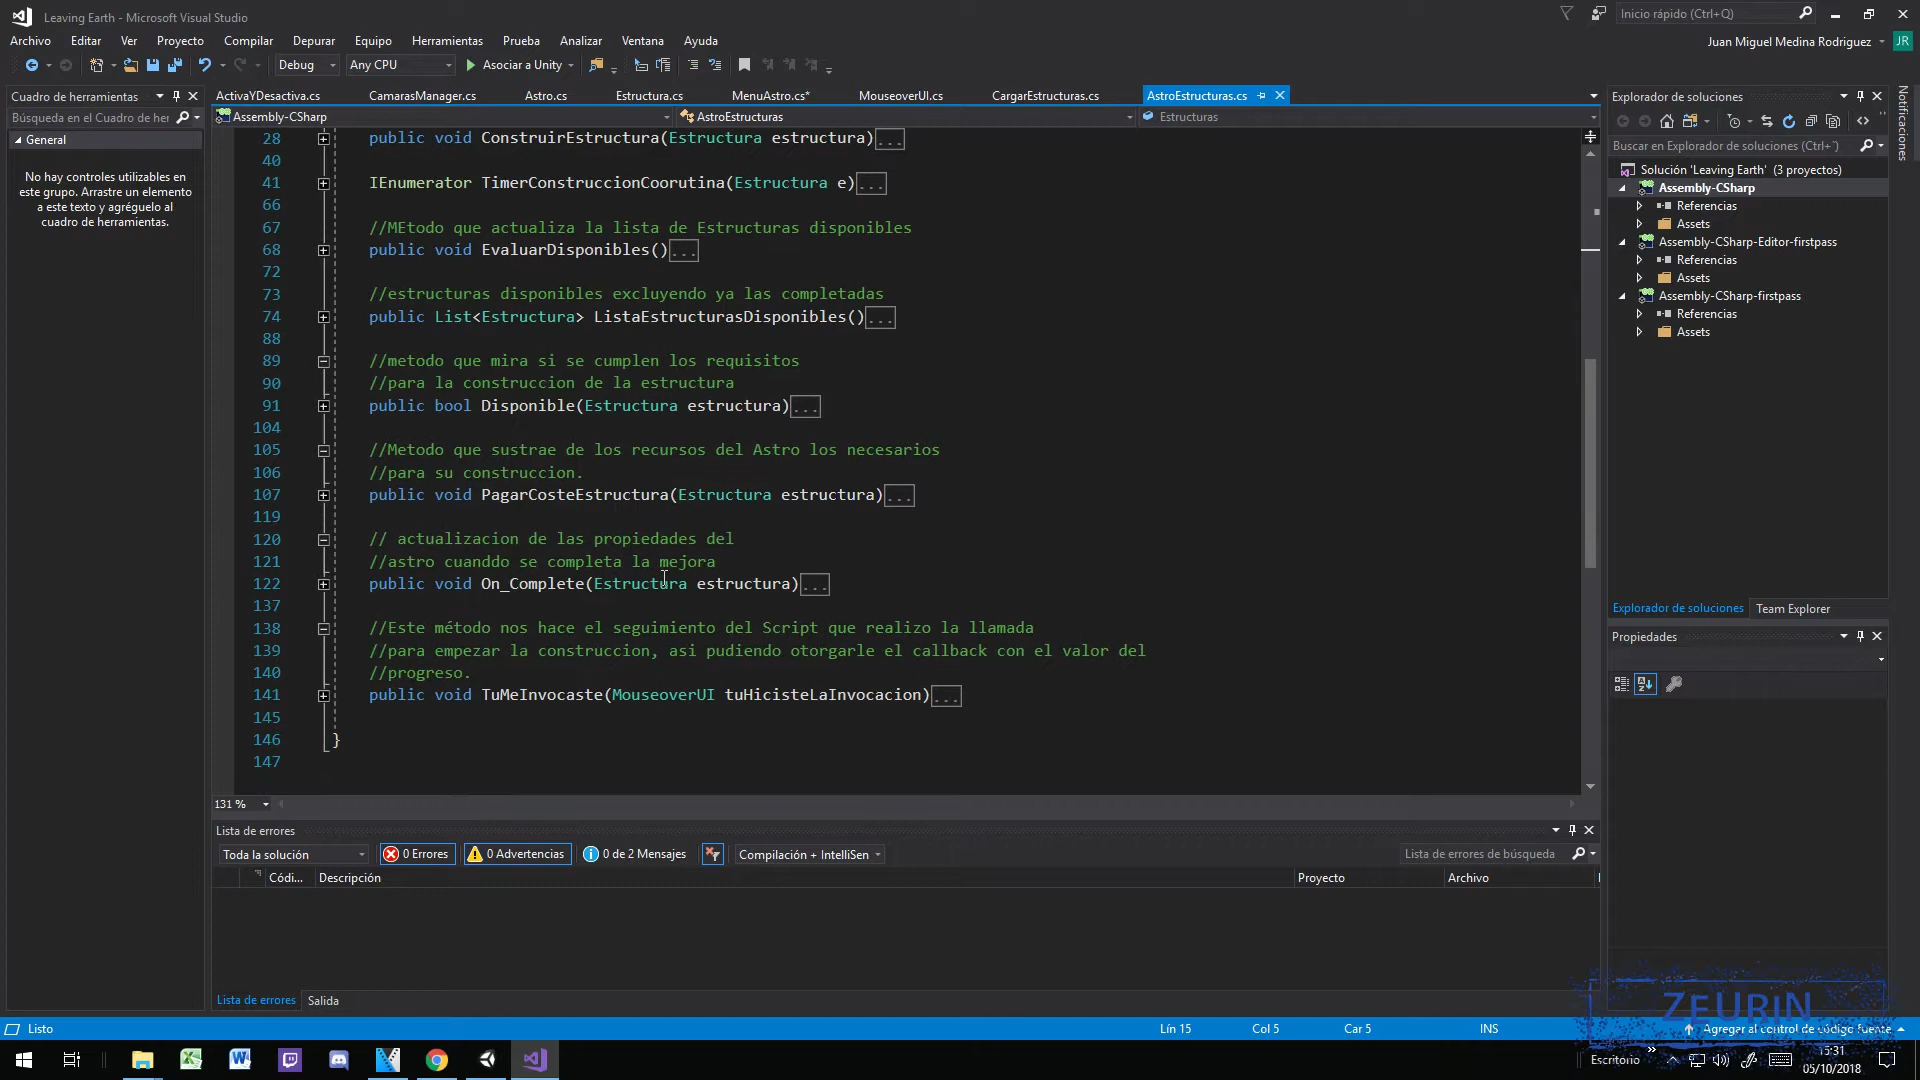 Leaving Earth - Microsoft Visual Studio
Inicio rápido (Ctrl+Q)
Archivo Editar Ver Proyecto Compilar Depurar Equipo Herramientas Prueba Analizar Ventana Ayuda
Juan Miguel Medina Rodriguez JR
Debug Any CPU Asociar a Unity
Cuadro de herramientas
Búsqueda en el Cuadro de her
General
No hay controles utilizables en
este grupo. Arrastre un elemento
a este texto y agréguelo al
cuadro de herramientas.
ActivaYDesactiva.cs CamarasManager.cs Astro.cs Estructura.cs MenuAstro.cs* MouseoverUI.cs CargarEstructuras.cs AstroEstructuras.cs
Assembly-CSharp AstroEstructuras Estructuras
28 public void ConstruirEstructura(Estructura estructura)...
40
41 IEnumerator TimerConstruccionCoorutina(Estructura e)...
66
67 //MEtodo que actualiza la lista de Estructuras disponibles
68 public void EvaluarDisponibles()...
72
73 //estructuras disponibles excluyendo ya las completadas
74 public List<Estructura> ListaEstructurasDisponibles()...
88
89 //metodo que mira si se cumplen los requisitos
90 //para la construccion de la estructura
91 public bool Disponible(Estructura estructura)...
104
105 //Metodo que sustrae de los recursos del Astro los necesarios
106 //para su construccion.
107 public void PagarCosteEstructura(Estructura estructura)...
119
120 // actualizacion de las propiedades del
121 //astro cuanddo se completa la mejora
122 public void On_Complete(Estructura estructura)...
137
138 //Este método nos hace el seguimiento del Script que realizo la llamada
139 //para empezar la construccion, asi pudiendo otorgarle el callback con el valor del
140 //progreso.
141 public void TuMeInvocaste(MouseoverUI tuHicisteLaInvocacion)...
145
146 }
147
131 %
Explorador de soluciones
Buscar en Explorador de soluciones (Ctrl+´)
Solución 'Leaving Earth' (3 proyectos)
Assembly-CSharp
Referencias
Assets
Assembly-CSharp-Editor-firstpass
Referencias
Assets
Assembly-CSharp-firstpass
Referencias
Assets
Explorador de soluciones Team Explorer
Propiedades
Notificaciones
Lista de errores
Toda la solución 0 Errores 0 Advertencias 0 de 2 Mensajes Compilación + IntelliSen Lista de errores de búsqueda
Códi... Descripción Proyecto Archivo
Lista de errores Salida
ZEURIN
Listo Lín 15 Col 5 Car 5 INS Agregar al control de código fuente
Escritorio 15:31
05/10/2018